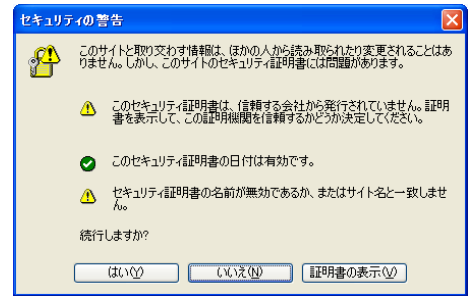 セキュリティの警告
このサイトと取り交わす情報は、ほかの人から読み取られたり変更されることはあ
りません。しかし、このサイトのセキュリティ証明書には問題があります。
このセキュリティ証明書は、信頼する会社から発行されていません。証明
書を表示して、この証明機関を信頼するかどうか決定してください。
このセキュリティ証明書の日付は有効です。
セキュリティ証明書の名前が無効であるか、またはサイト名と一致しませ
ん。
続行しますか?
はい(Y) いいえ(N) 証明書の表示(V)